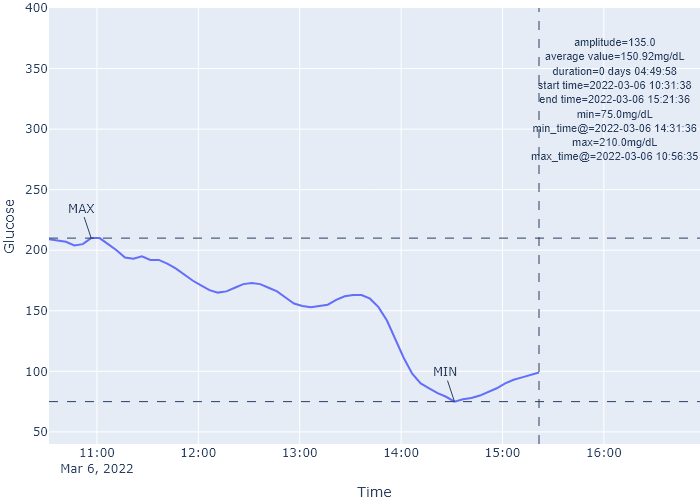 400
350
300
250
200
150
100
50
Glucose
amplitude=135.0
average value=150.92mg/dL
duration=0 days 04:49:58
start time=2022-03-06 10:31:38
end time=2022-03-06 15:21:36
min=75.0mg/dL
min_time@=2022-03-06 14:31:36
max=210.0mg/dL
max_time@=2022-03-06 10:56:35
MAX
MIN
11:00 12:00 13:00 14:00 15:00 16:00
Mar 6, 2022
Time